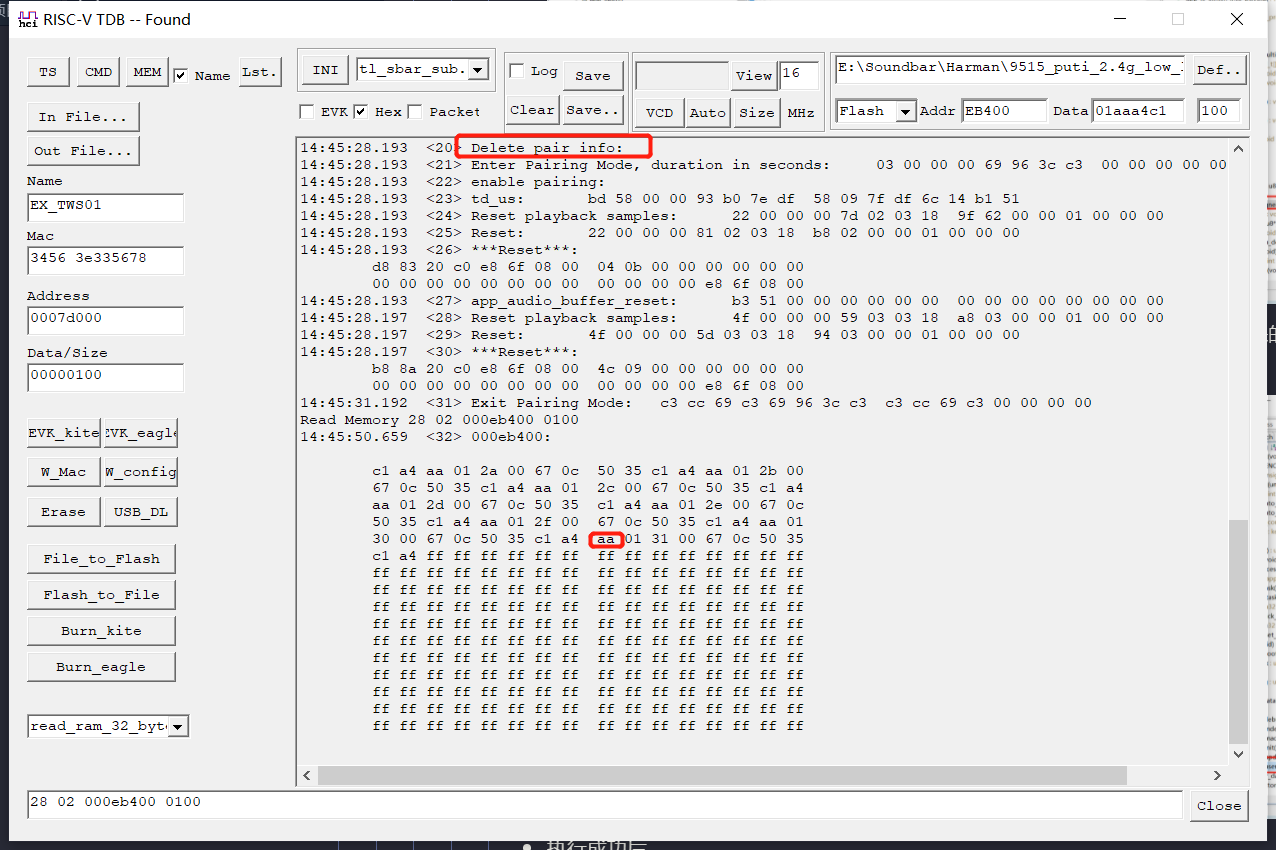 hci RISC-V TDB -- Found
TS CMD MEM Name Lst.
INI tl_sbar_sub.
Log Save
View 16
E:\Soundbar\Harman\9515_puti_2.4g_low_ Def..
EVK Hex Packet
Clear Save..
VCD Auto Size MHz
Flash Addr EB400 Data 01aaa4c1 100
In File...
Out File...
Name
EX_TWS01
Mac
3456 3e335678
Address
0007d000
Data/Size
00000100
EVK_kite EVK_eagle
W_Mac W_config
Erase USB_DL
File_to_Flash
Flash_to_File
Burn_kite
Burn_eagle
read_ram_32_byt
14:45:28.193 <20> Delete pair info:
14:45:28.193 <21> Enter Pairing Mode, duration in seconds: 03 00 00 00 69 96 3c c3 00 00 00 00 00
14:45:28.193 <22> enable pairing:
14:45:28.193 <23> td_us: bd 58 00 00 93 b0 7e df 58 09 7f df 6c 14 b1 51
14:45:28.193 <24> Reset playback samples: 22 00 00 00 7d 02 03 18 9f 62 00 00 01 00 00 00
14:45:28.193 <25> Reset: 22 00 00 00 81 02 03 18 b8 02 00 00 01 00 00 00
14:45:28.193 <26> ***Reset***:
d8 83 20 c0 e8 6f 08 00 04 0b 00 00 00 00 00 00
00 00 00 00 00 00 00 00 00 00 00 00 e8 6f 08 00
14:45:28.193 <27> app_audio_buffer_reset: b3 51 00 00 00 00 00 00 00 00 00 00 00 00 00 00
14:45:28.197 <28> Reset playback samples: 4f 00 00 00 59 03 03 18 a8 03 00 00 01 00 00 00
14:45:28.197 <29> Reset: 4f 00 00 00 5d 03 03 18 94 03 00 00 01 00 00 00
14:45:28.197 <30> ***Reset***:
b8 8a 20 c0 e8 6f 08 00 4c 09 00 00 00 00 00 00
00 00 00 00 00 00 00 00 00 00 00 00 e8 6f 08 00
14:45:31.192 <31> Exit Pairing Mode: c3 cc 69 c3 69 96 3c c3 c3 cc 69 c3 00 00 00 00
Read Memory 28 02 000eb400 0100
14:45:50.659 <32> 000eb400:
c1 a4 aa 01 2a 00 67 0c 50 35 c1 a4 aa 01 2b 00
67 0c 50 35 c1 a4 aa 01 2c 00 67 0c 50 35 c1 a4
aa 01 2d 00 67 0c 50 35 c1 a4 aa 01 2e 00 67 0c
50 35 c1 a4 aa 01 2f 00 67 0c 50 35 c1 a4 aa 01
30 00 67 0c 50 35 c1 a4 aa 01 31 00 67 0c 50 35
c1 a4 ff ff ff ff ff ff ff ff ff ff ff ff ff ff
ff ff ff ff ff ff ff ff ff ff ff ff ff ff ff ff
ff ff ff ff ff ff ff ff ff ff ff ff ff ff ff ff
ff ff ff ff ff ff ff ff ff ff ff ff ff ff ff ff
ff ff ff ff ff ff ff ff ff ff ff ff ff ff ff ff
ff ff ff ff ff ff ff ff ff ff ff ff ff ff ff ff
ff ff ff ff ff ff ff ff ff ff ff ff ff ff ff ff
ff ff ff ff ff ff ff ff ff ff ff ff ff ff ff ff
ff ff ff ff ff ff ff ff ff ff ff ff ff ff ff ff
ff ff ff ff ff ff ff ff ff ff ff ff ff ff ff ff
ff ff ff ff ff ff ff ff ff ff ff ff ff ff ff ff
28 02 000eb400 0100 Close